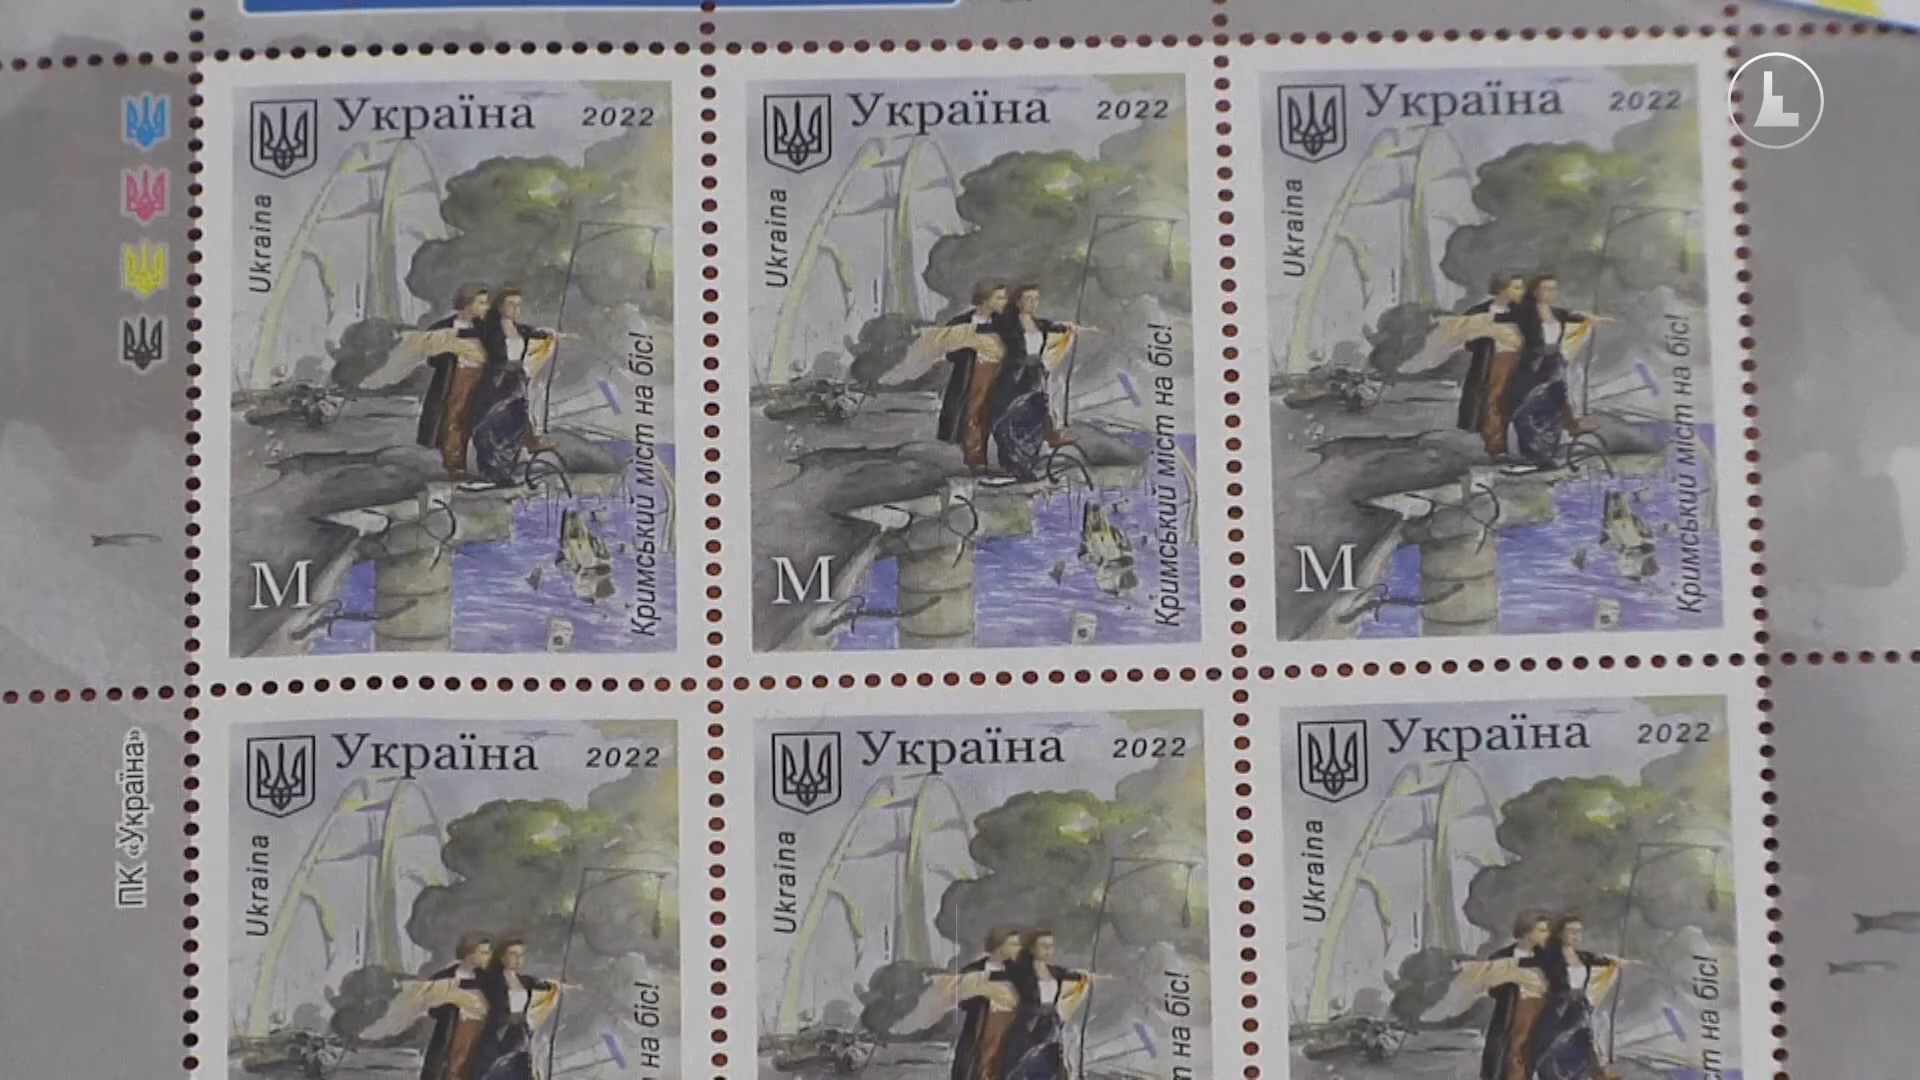 Україна 2022
Ukraina
Кримський міст на біс!
M
Україна 2022
Ukraina
Кримський міст на біс!
M
Україна 2022
Ukraina
Кримський міст на біс!
M
ПК «Україна»
Україна 2022
Ukraina
на біс!
Україна 2022
Ukraina
на біс!
Україна 2022
Ukraina
на біс!
L